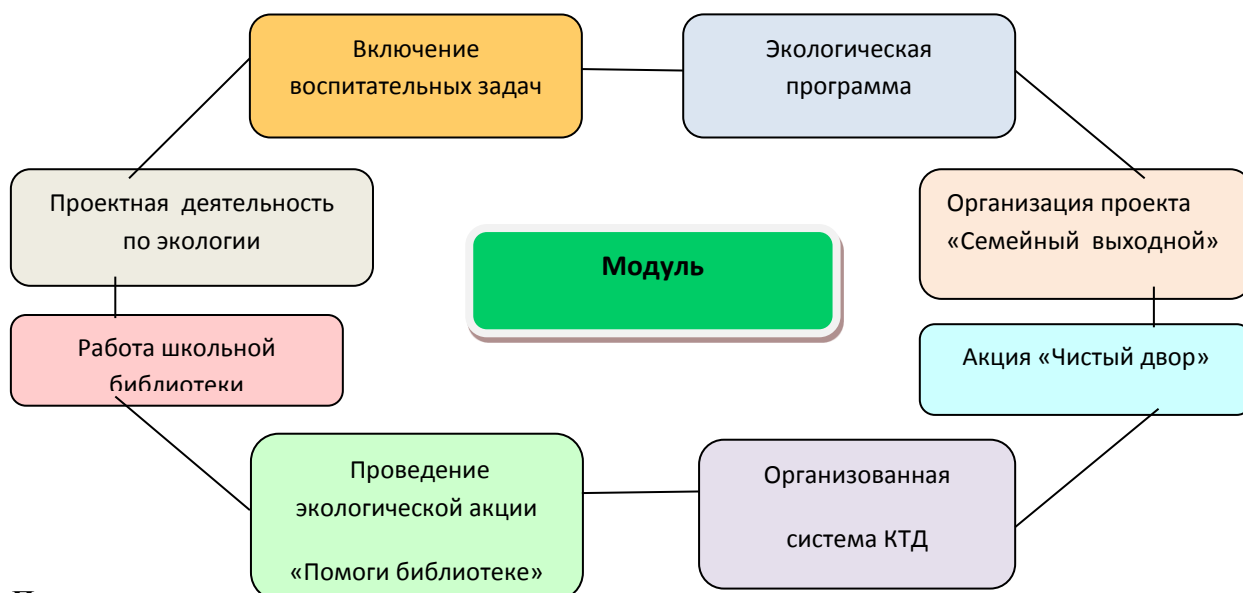 Включение
воспитательных задач
Экологическая
программа
Проектная деятельность
по экологии
Организация проекта
«Семейный выходной»
Модуль
Работа школьной
библиотеки
Акция «Чистый двор»
Проведение
экологической акции
«Помоги библиотеке»
Организованная
система КТД